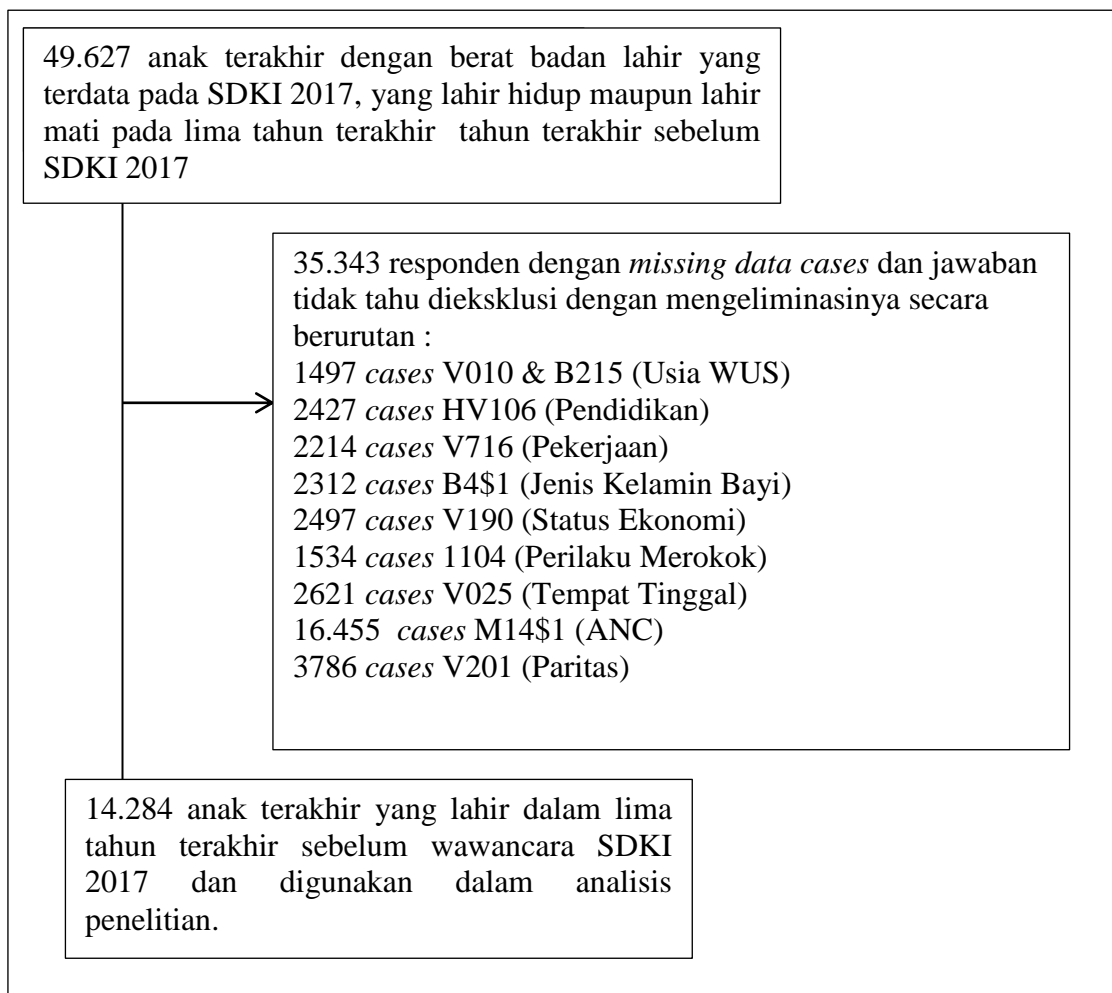 49.627 anak terakhir dengan berat badan lahir yang
terdata pada SDKI 2017, yang lahir hidup maupun lahir
mati pada lima tahun terakhir tahun terakhir sebelum
SDKI 2017
35.343 responden dengan missing data cases dan jawaban
tidak tahu dieksklusi dengan mengeliminasinya secara
berurutan :
1497 cases V010 & B215 (Usia WUS)
2427 cases HV106 (Pendidikan)
2214 cases V716 (Pekerjaan)
2312 cases B4$1 (Jenis Kelamin Bayi)
2497 cases V190 (Status Ekonomi)
1534 cases 1104 (Perilaku Merokok)
2621 cases V025 (Tempat Tinggal)
16.455 cases M14$1 (ANC)
3786 cases V201 (Paritas)
14.284 anak terakhir yang lahir dalam lima
tahun terakhir sebelum wawancara SDKI
2017 dan digunakan dalam analisis
penelitian.